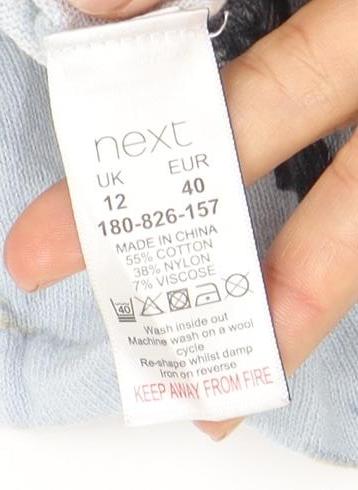 next
UK EUR
12 40
180-826-157
MADE IN CHINA
55% COTTON
38% NYLON
7% VISCOSE
40
Wash inside out
Machine wash on a wool
cycle
Re-shape whilst damp
Iron on reverse
KEEP AWAY FROM FIRE